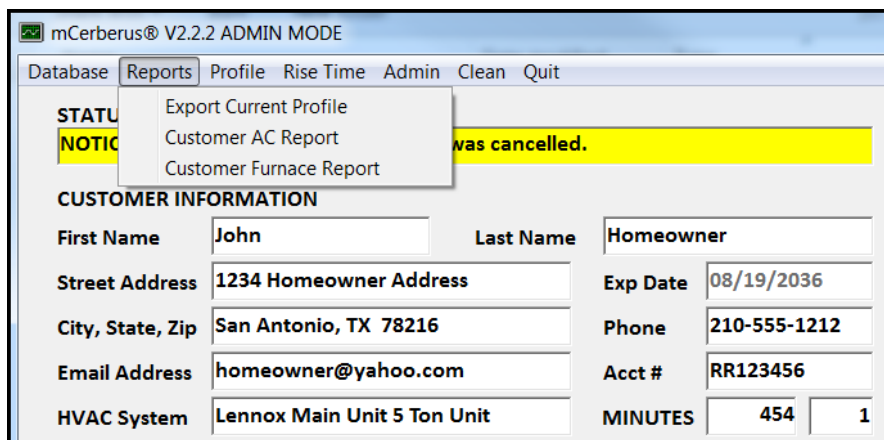 mCerberus® V2.2.2 ADMIN MODE
Database Reports Profile Rise Time Admin Clean Quit
Export Current Profile
Customer AC Report
Customer Furnace Report
STATU
NOTIC was cancelled.
CUSTOMER INFORMATION
First Name John Last Name Homeowner
Street Address 1234 Homeowner Address Exp Date 08/19/2036
City, State, Zip San Antonio, TX 78216 Phone 210-555-1212
Email Address homeowner@yahoo.com Acct # RR123456
HVAC System Lennox Main Unit 5 Ton Unit MINUTES 454 1